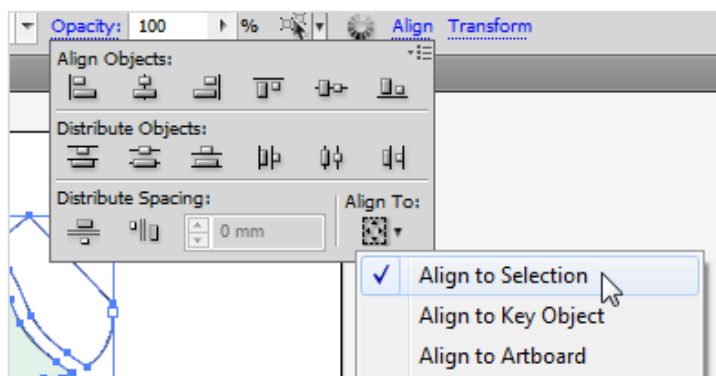 Opacity: 100 % Align Transform
Align Objects:
Distribute Objects:
Distribute Spacing: Align To:
0 mm
Align to Selection
Align to Key Object
Align to Artboard